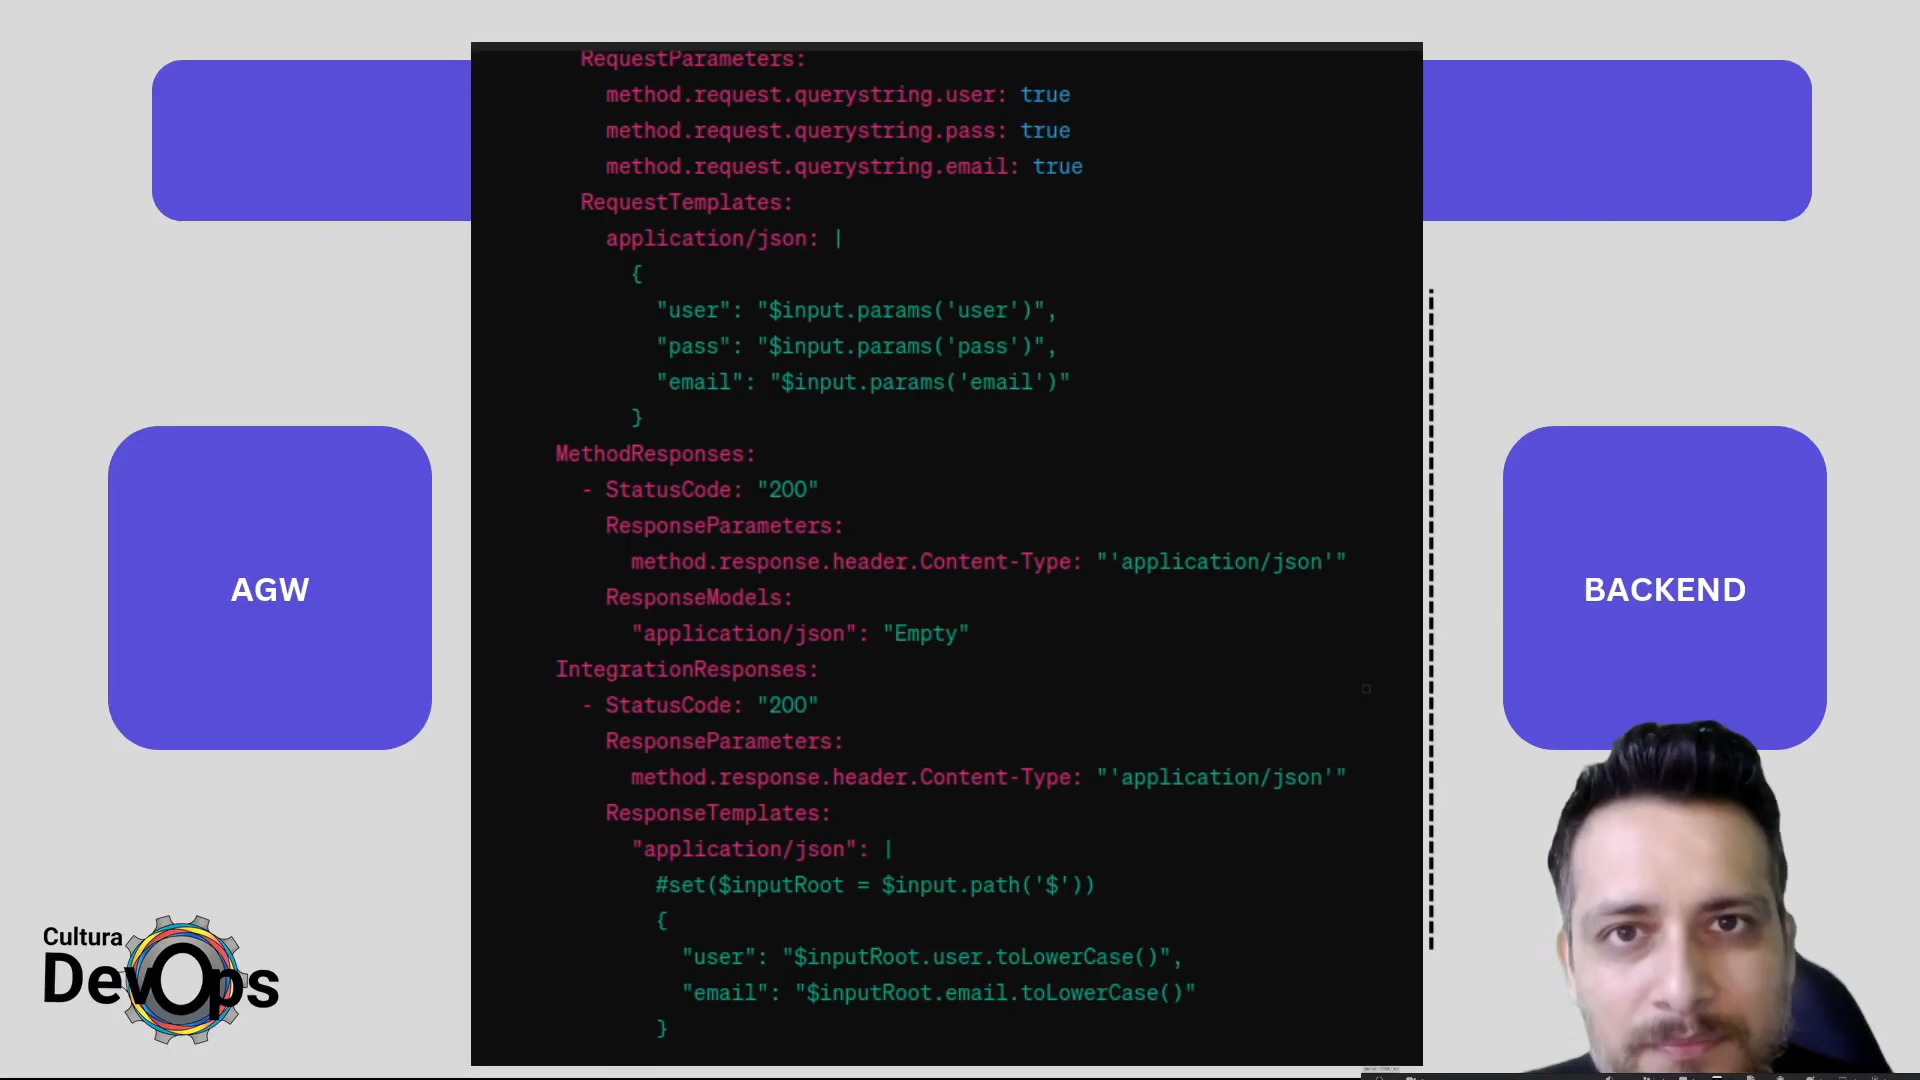 RequestParameters:
method.request.querystring.user: true
method.request.querystring.pass: true
method.request.querystring.email: true
RequestTemplates:
application/json: |
{
"user": "$input.params('user')",
"pass": "$input.params('pass')",
"email": "$input.params('email')"
}
MethodResponses:
- StatusCode: "200"
ResponseParameters:
method.response.header.Content-Type: "'application/json'"
ResponseModels:
"application/json": "Empty"
IntegrationResponses:
- StatusCode: "200"
ResponseParameters:
method.response.header.Content-Type: "'application/json'"
ResponseTemplates:
"application/json": |
#set($inputRoot = $input.path('$'))
{
"user": "$inputRoot.user.toLowerCase()",
"email": "$inputRoot.email.toLowerCase()"
}
AGW
BACKEND
Cultura
DevOps